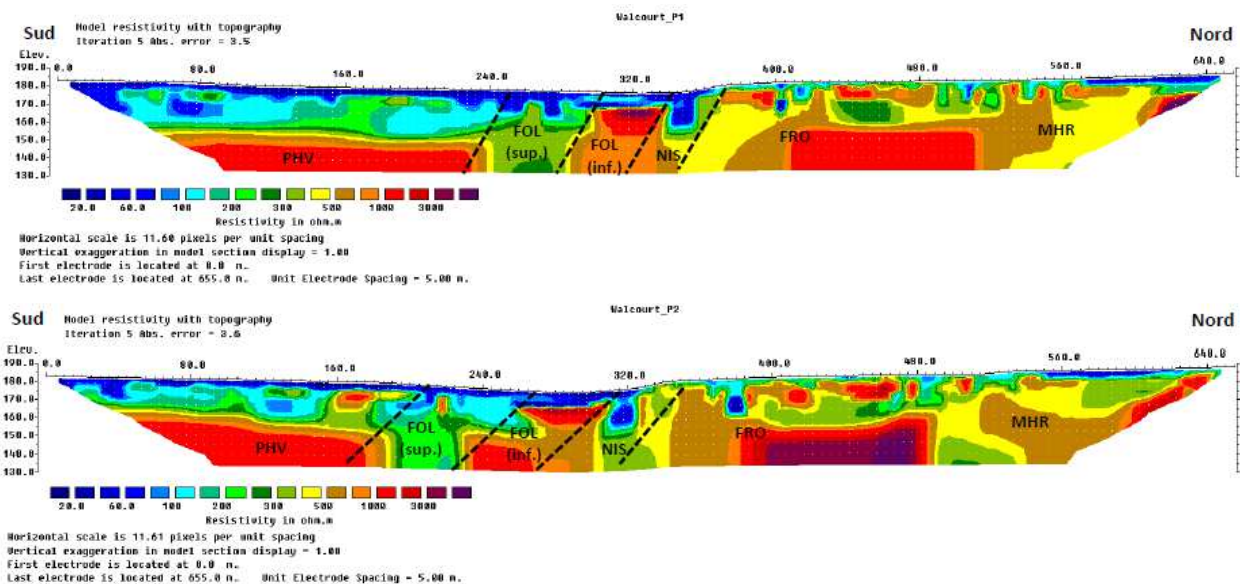 Walcourt_P1
Sud Model resistivity with topography Nord
Iteration 5 Abs. error = 3.5
Elev.
0.0 80.0 160.0 240.0 320.0 400.0 480.0 560.0 640.0
190.0
180.0
170.0
160.0
150.0
140.0
130.0
PHV FOL (sup.) FOL (inf.) NIS FRO MHR
20.0 60.0 100 200 300 500 1000 3000
Resistivity in ohm.m
Horizontal scale is 11.60 pixels per unit spacing
Vertical exaggeration in model section display = 1.00
First electrode is located at 0.0 m.
Last electrode is located at 655.0 m. Unit Electrode Spacing = 5.00 m.
Walcourt_P2
Sud Model resistivity with topography Nord
Iteration 5 Abs. error = 3.6
Elev.
0.0 80.0 160.0 240.0 320.0 400.0 480.0 560.0 640.0
190.0
180.0
170.0
160.0
150.0
140.0
130.0
PHV FOL (sup.) FOL (inf.) NIS FRO MHR
20.0 60.0 100 200 300 500 1000 3000
Resistivity in ohm.m
Horizontal scale is 11.61 pixels per unit spacing
Vertical exaggeration in model section display = 1.00
First electrode is located at 0.0 m.
Last electrode is located at 655.0 m. Unit Electrode Spacing = 5.00 m.